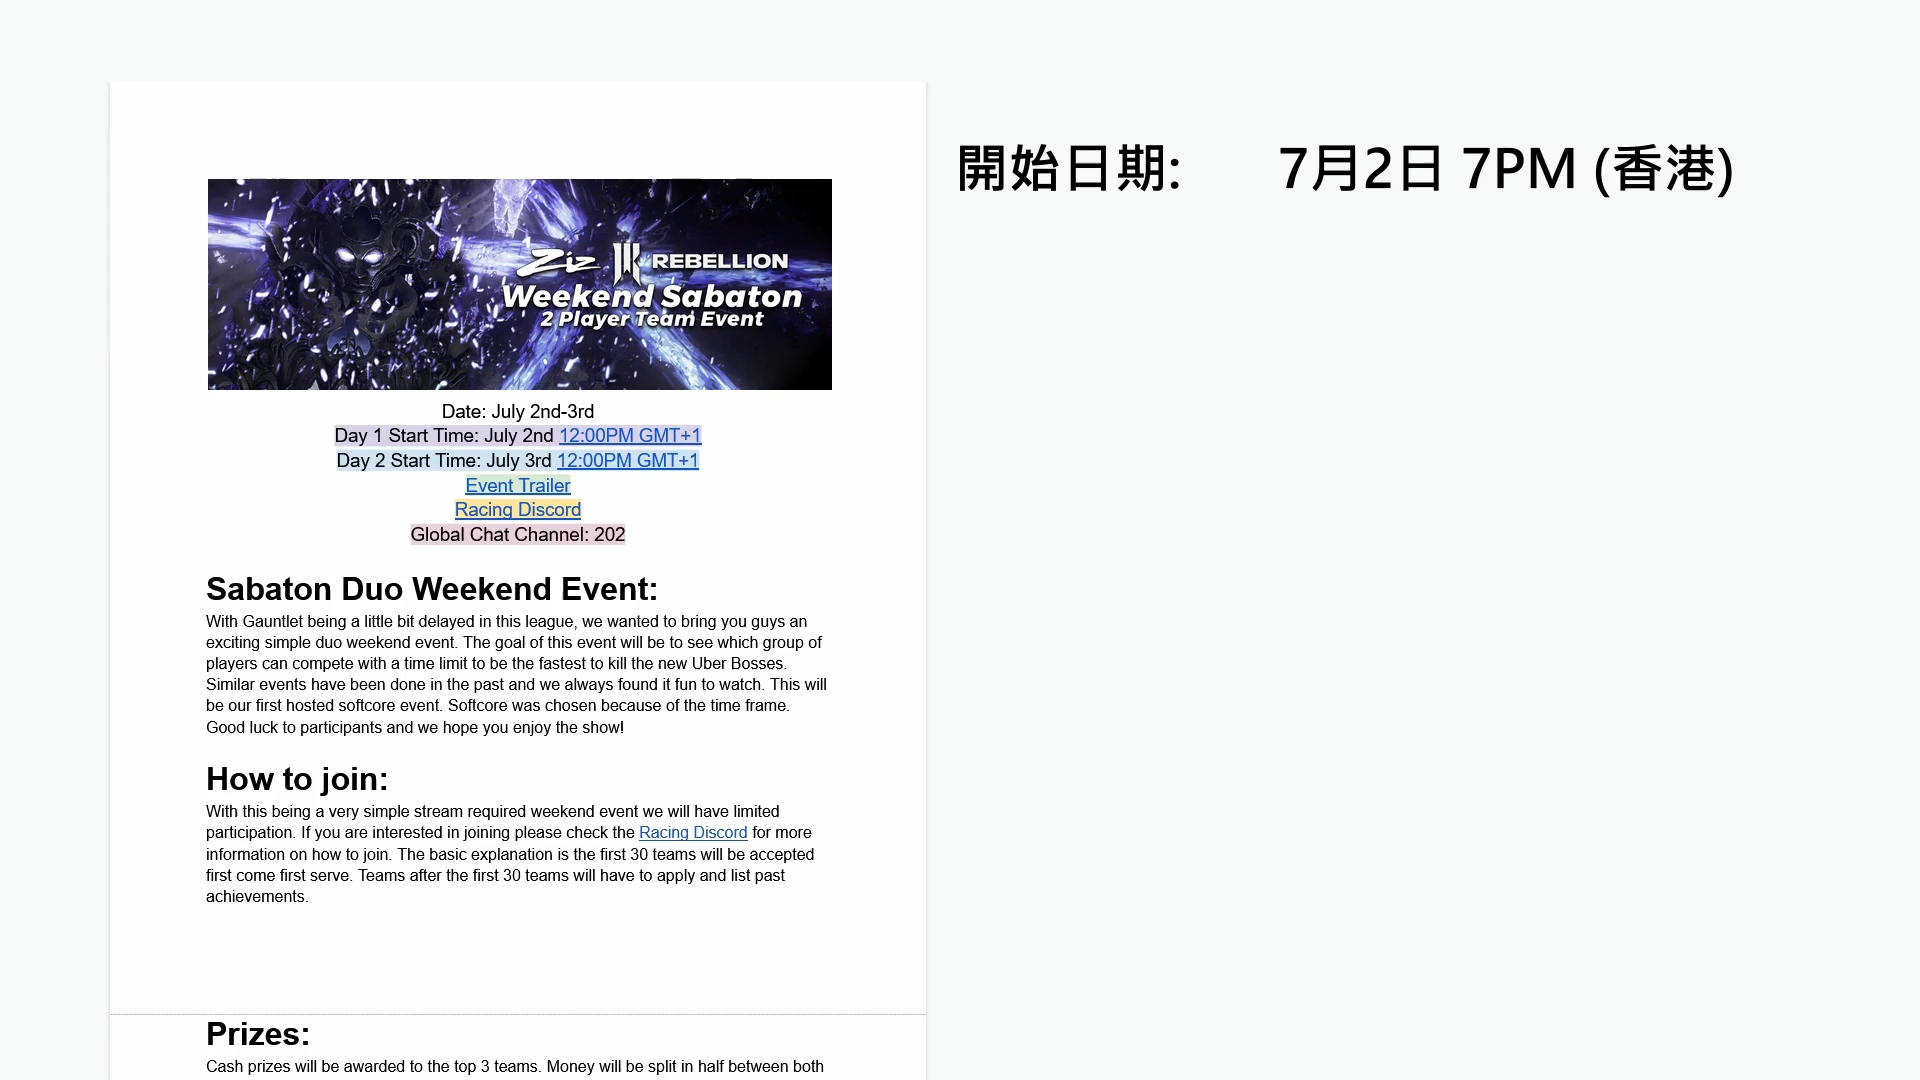 Ziz REBELLION
Weekend Sabaton
2 Player Team Event
Date: July 2nd-3rd
Day 1 Start Time: July 2nd 12:00PM GMT+1
Day 2 Start Time: July 3rd 12:00PM GMT+1
Event Trailer
Racing Discord
Global Chat Channel: 202
Sabaton Duo Weekend Event:
With Gauntlet being a little bit delayed in this league, we wanted to bring you guys an
exciting simple duo weekend event. The goal of this event will be to see which group of
players can compete with a time limit to be the fastest to kill the new Uber Bosses.
Similar events have been done in the past and we always found it fun to watch. This will
be our first hosted softcore event. Softcore was chosen because of the time frame.
Good luck to participants and we hope you enjoy the show!
How to join:
With this being a very simple stream required weekend event we will have limited
participation. If you are interested in joining please check the Racing Discord for more
information on how to join. The basic explanation is the first 30 teams will be accepted
first come first serve. Teams after the first 30 teams will have to apply and list past
achievements.
Prizes:
Cash prizes will be awarded to the top 3 teams. Money will be split in half between both
開始日期: 7月2日 7PM (香港)